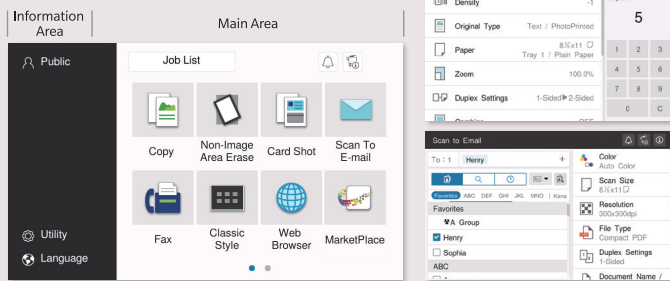 Information
Area
Main Area
Public
Job List
Copy
Non-Image
Area Erase
Card Shot
Scan To
E-mail
Fax
Classic
Style
Web
Browser
MarketPlace
Utility
Language
Density -1
Original Type Text / PhotoPrinted
Paper 8½x11
Tray 1 / Plain Paper
Zoom 100.0%
Duplex Settings 1-Sided▶2-Sided
OFF
5
1 2 3
4 5 6
7 8 9
0 C
Scan to Email
To : 1 Henry +
All
Favorites ABC DEF GHI JKL MNO
Favorites
A Group
Henry
Sophia
ABC
Color
Auto Color
Scan Size
8½x11
Resolution
300x300dpi
File Type
Compact PDF
Duplex Settings
1-Sided
Document Name /